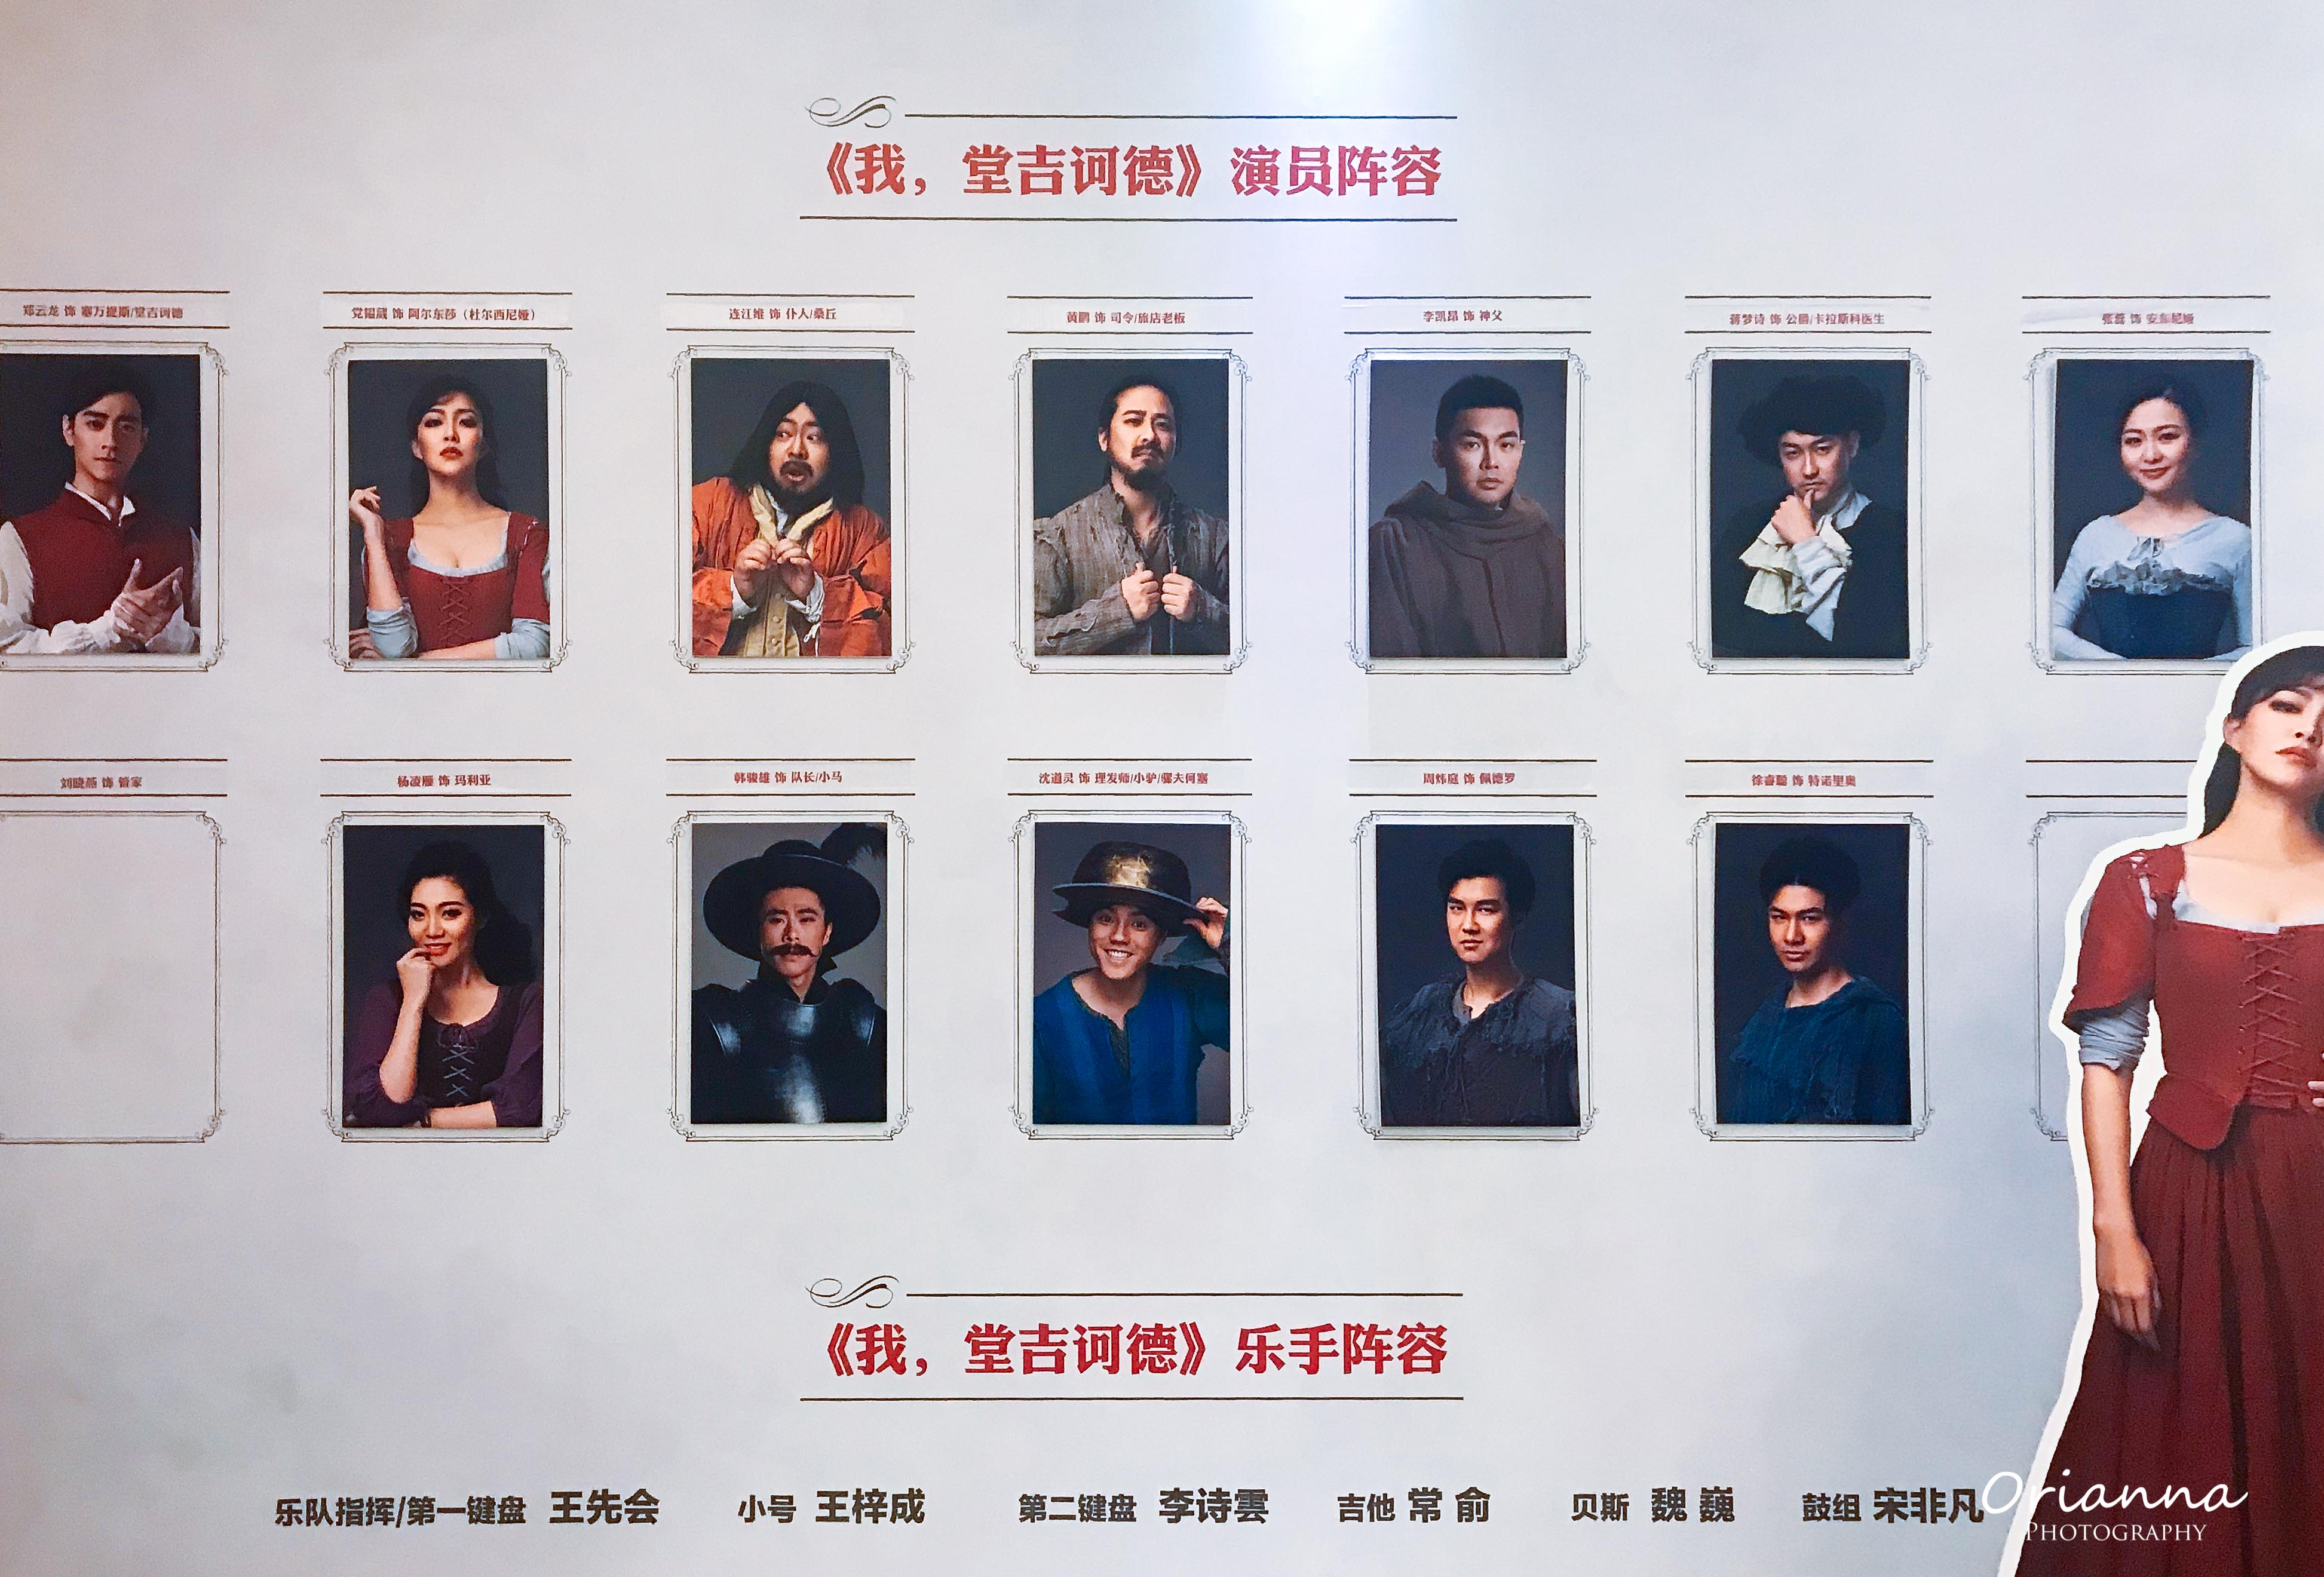 《我，堂吉诃德》演员阵容
郑云龙 饰 塞万提斯/堂吉诃德
党韫葳 饰 阿尔东莎（杜尔西尼娅）
连江维 饰 仆人/桑丘
黄鹏 饰 司令/旅店老板
李凯昂 饰 神父
蒋梦诗 饰 公爵/卡拉斯科医生
张蕊 饰 安东尼娅
刘晓燕 饰 管家
杨凌雁 饰 玛利亚
韩骏雄 饰 队长/小马
沈道灵 饰 理发师/小驴/骡夫何塞
周炜庭 饰 佩德罗
徐睿聪 饰 特诺里奥
《我，堂吉诃德》乐手阵容
乐队指挥/第一键盘 王先会 小号 王梓成 第二键盘 李诗雲 吉他 常 俞 贝斯 魏 巍 鼓组 宋非凡
Orianna
PHOTOGRAPHY